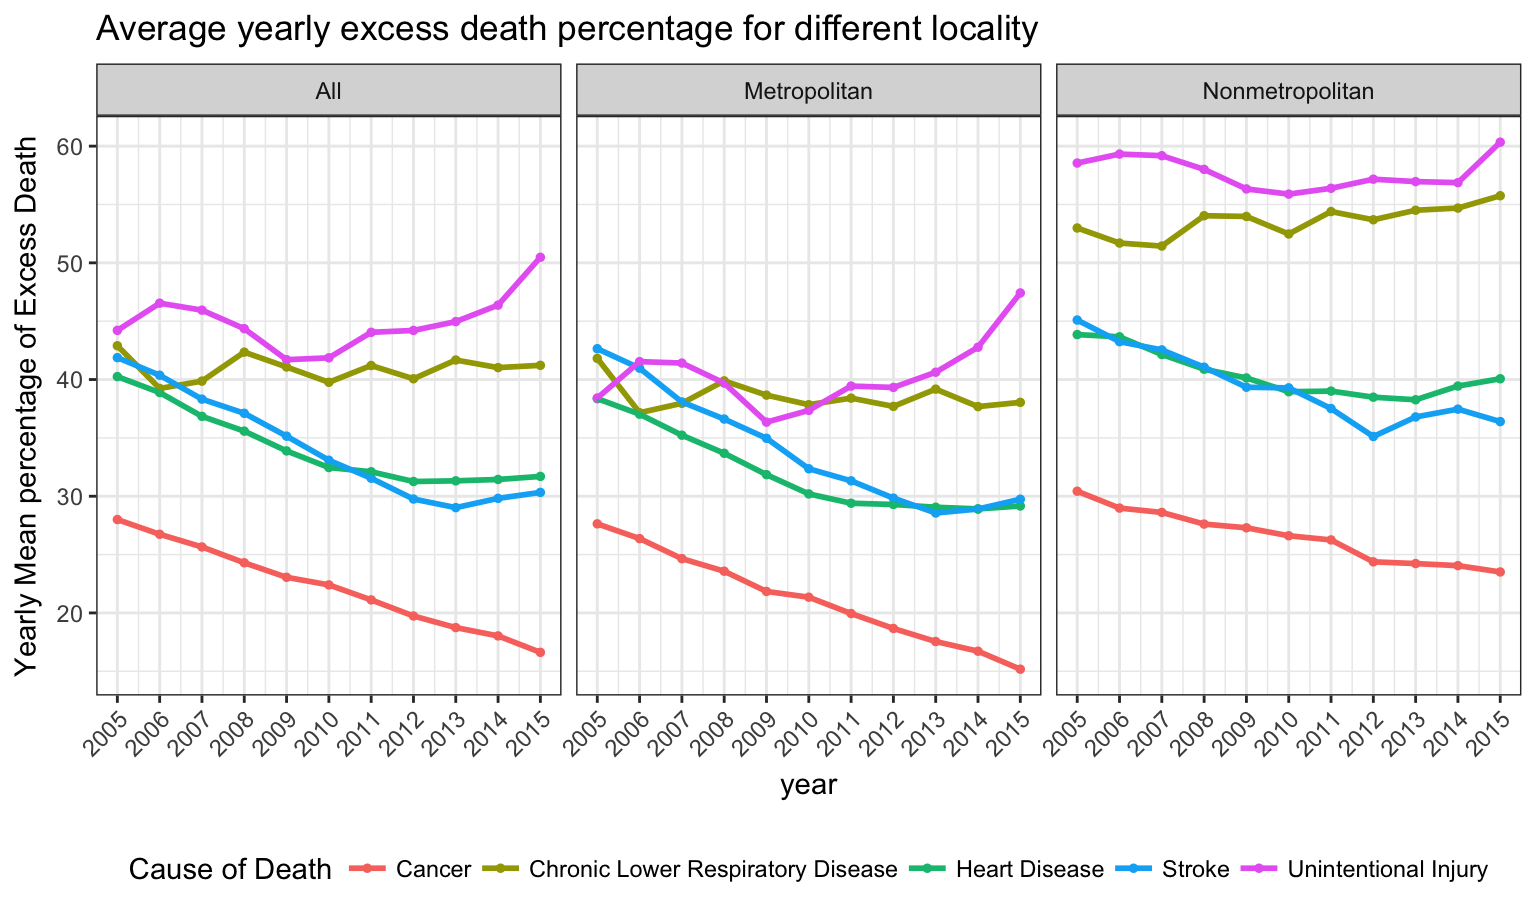 Average yearly excess death percentage for different locality
All
Metropolitan
Nonmetropolitan
Yearly Mean percentage of Excess Death
60
50
40
30
20
2005 2006 2007 2008 2009 2010 2011 2012 2013 2014 2015
2005 2006 2007 2008 2009 2010 2011 2012 2013 2014 2015
2005 2006 2007 2008 2009 2010 2011 2012 2013 2014 2015
year
Cause of Death Cancer Chronic Lower Respiratory Disease Heart Disease Stroke Unintentional Injury